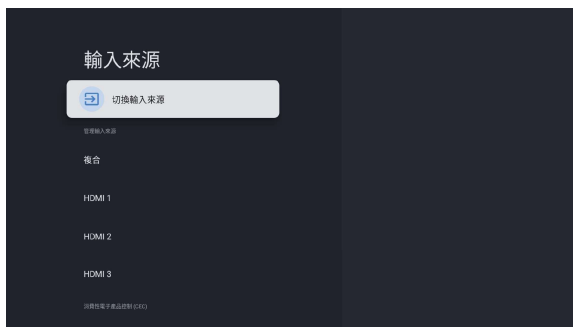 輸入來源
切換輸入來源
管理輸入來源
複合
HDMI 1
HDMI 2
HDMI 3
消費性電子產品控制 (CEC)